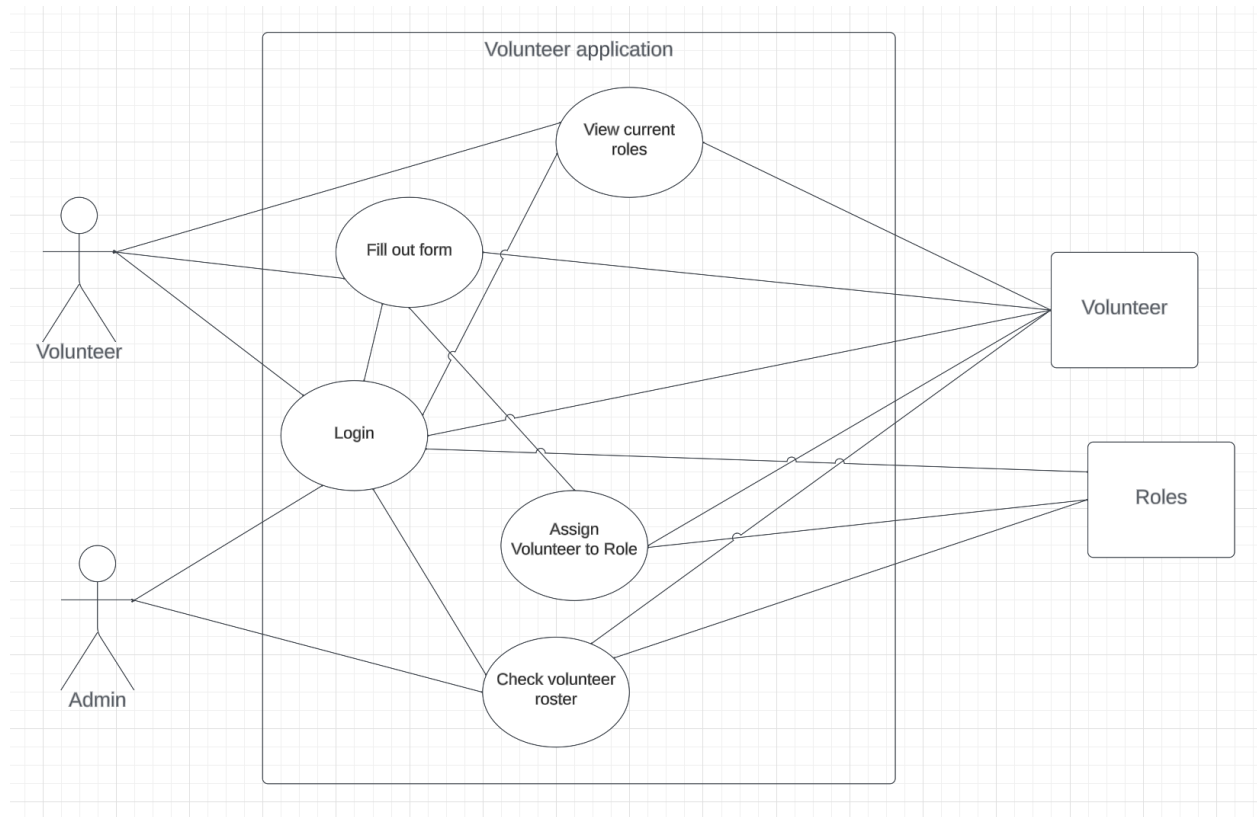 Volunteer application
View current
roles
Fill out form
Volunteer
Volunteer
Login
Roles
Assign
Volunteer to Role
Admin
Check volunteer
roster